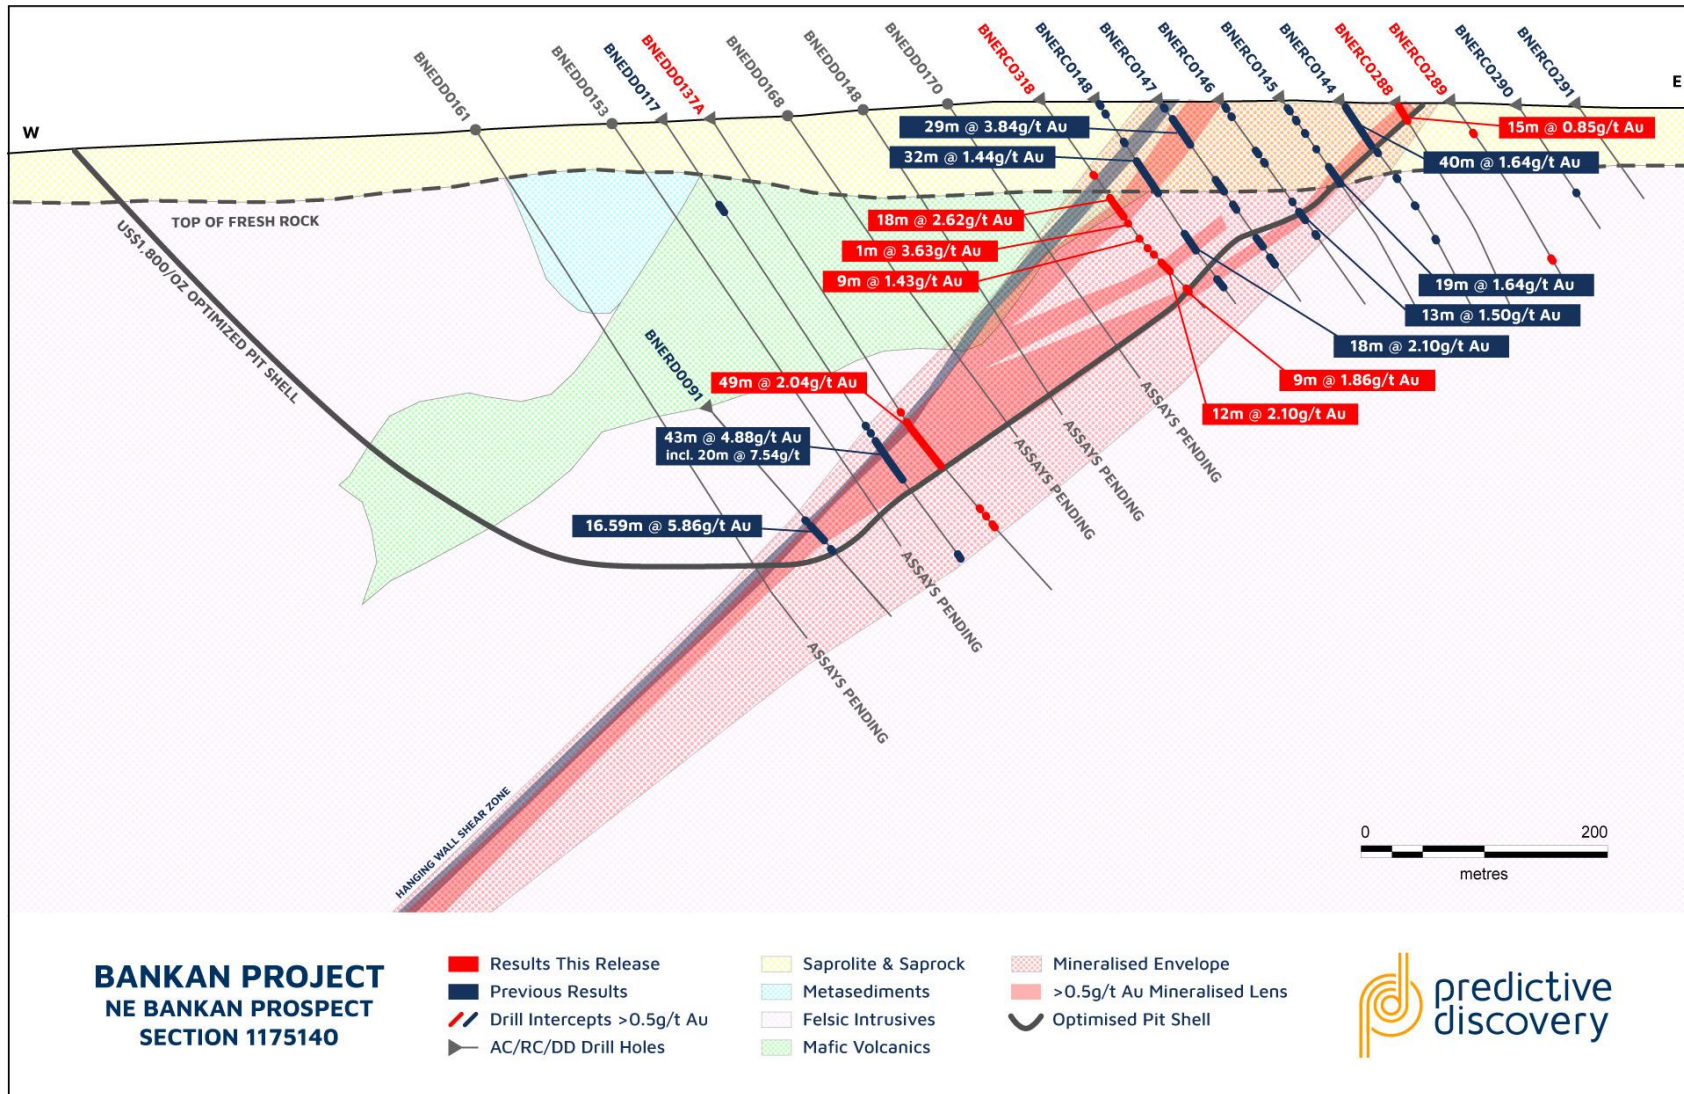 BNEDD0161
BNEDD0153
BNEDD0117
BNEDD0137A
BNEDD0168
BNEDD0148
BNEDD0170
BNERC0318
BNERC0148
BNERC0147
BNERC0146
BNERC0145
BNERC0144
BNERC0288
BNERC0289
BNERC0290
BNERC0291
W
E
29m @ 3.84g/t Au
15m @ 0.85g/t Au
32m @ 1.44g/t Au
40m @ 1.64g/t Au
TOP OF FRESH ROCK
18m @ 2.62g/t Au
1m @ 3.63g/t Au
9m @ 1.43g/t Au
19m @ 1.64g/t Au
13m @ 1.50g/t Au
18m @ 2.10g/t Au
US$1,800/OZ OPTIMIZED PIT SHELL
BNERD0091
49m @ 2.04g/t Au
9m @ 1.86g/t Au
12m @ 2.10g/t Au
43m @ 4.88g/t Au
incl. 20m @ 7.54g/t
16.59m @ 5.86g/t Au
ASSAYS PENDING
ASSAYS PENDING
ASSAYS PENDING
ASSAYS PENDING
ASSAYS PENDING
HANGING WALL SHEAR ZONE
0 200
metres
BANKAN PROJECT
NE BANKAN PROSPECT
SECTION 1175140
Results This Release
Previous Results
Drill Intercepts >0.5g/t Au
AC/RC/DD Drill Holes
Saprolite & Saprock
Metasediments
Felsic Intrusives
Mafic Volcanics
Mineralised Envelope
>0.5g/t Au Mineralised Lens
Optimised Pit Shell
predictive
discovery